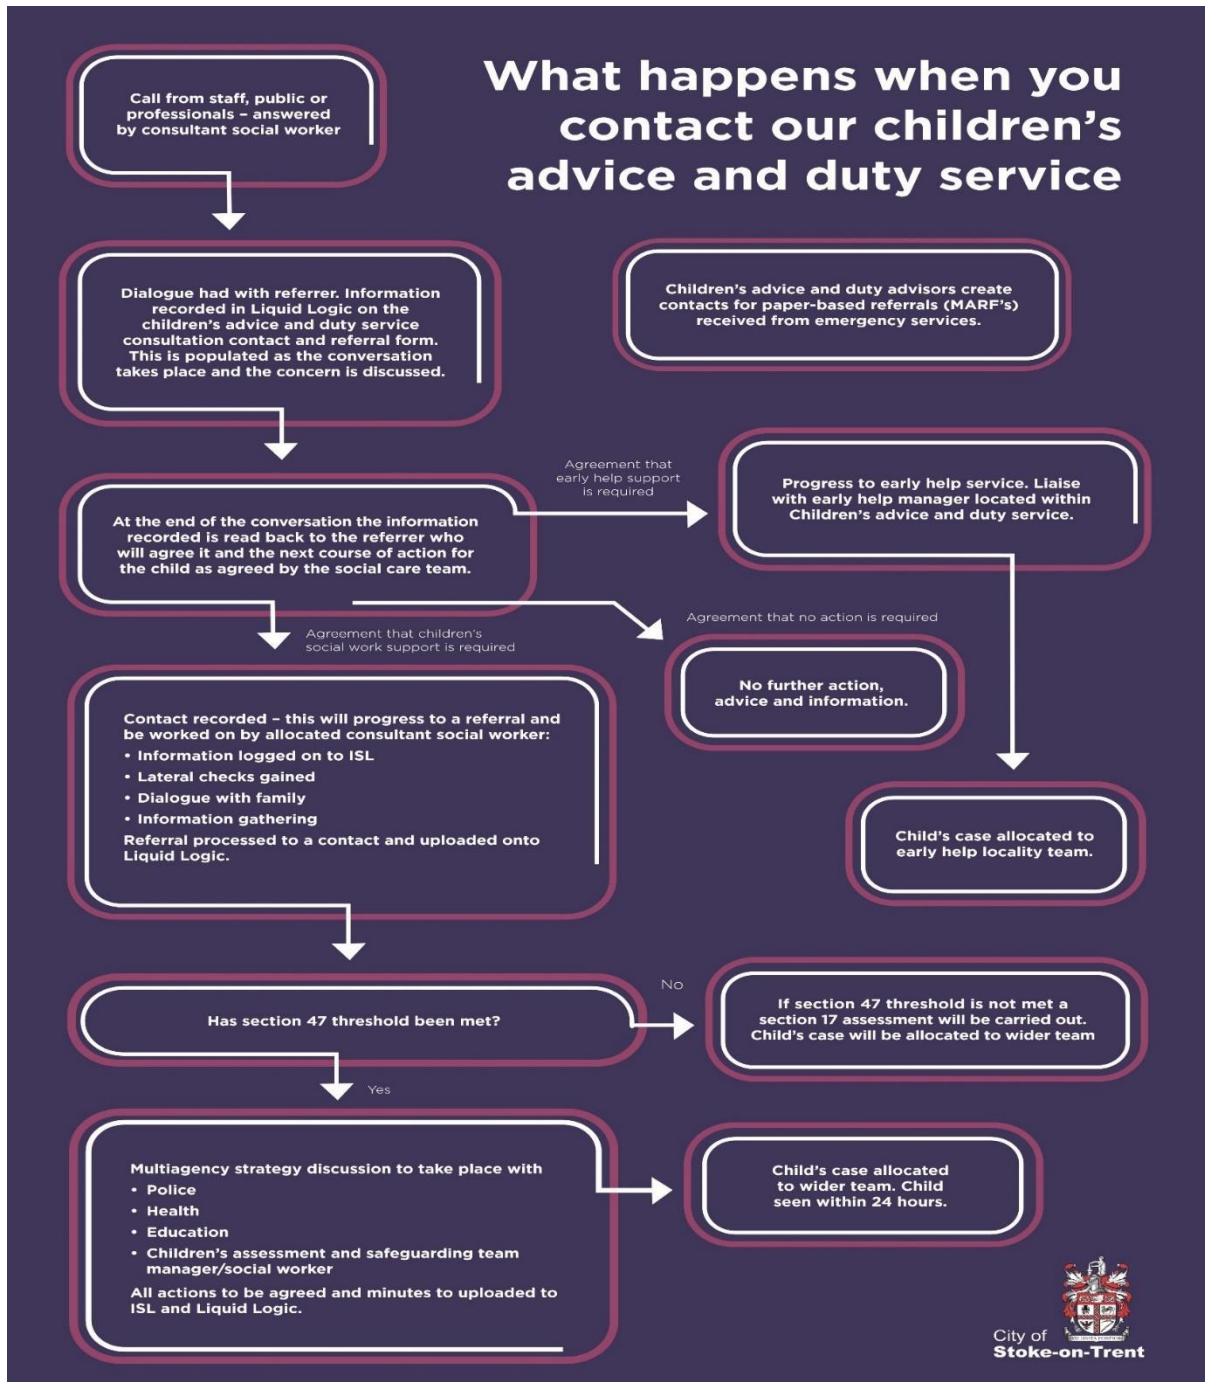 What happens when you
contact our children's
advice and duty service
Call from staff, public or
professionals – answered
by consultant social worker
Dialogue had with referrer. Information
recorded in Liquid Logic on the
children's advice and duty service
consultation contact and referral form.
This is populated as the conversation
takes place and the concern is discussed.
Children's advice and duty advisors create
contacts for paper-based referrals (MARF's)
received from emergency services.
At the end of the conversation the information
recorded is read back to the referrer who
will agree it and the next course of action for
the child as agreed by the social care team.
Agreement that
early help support
is required
Progress to early help service. Liaise
with early help manager located within
Children's advice and duty service.
Agreement that no action is required
No further action,
advice and information.
Agreement that children's
social work support is required
Contact recorded – this will progress to a referral and
be worked on by allocated consultant social worker:
• Information logged on to ISL
• Lateral checks gained
• Dialogue with family
• Information gathering
Referral processed to a contact and uploaded onto
Liquid Logic.
Child's case allocated to
early help locality team.
Has section 47 threshold been met?
No
If section 47 threshold is not met a
section 17 assessment will be carried out.
Child's case will be allocated to wider team
Yes
Multiagency strategy discussion to take place with
• Police
• Health
• Education
• Children's assessment and safeguarding team
manager/social worker
All actions to be agreed and minutes to uploaded to
ISL and Liquid Logic.
Child's case allocated
to wider team. Child
seen within 24 hours.
City of
Stoke-on-Trent